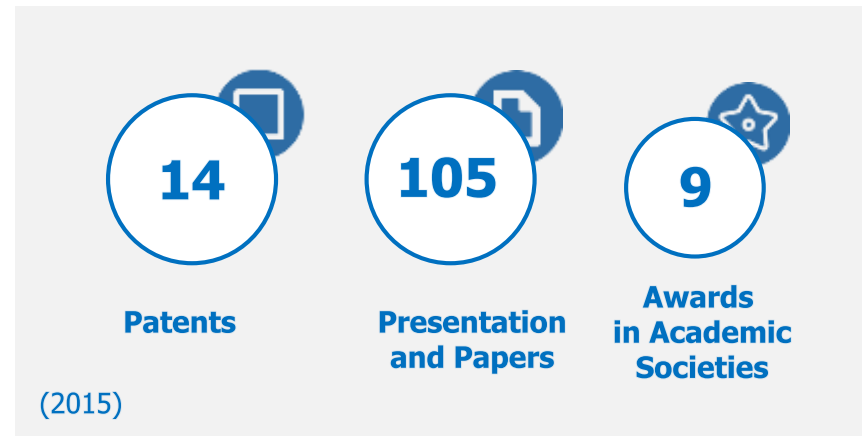 14
Patents
105
Presentation
and Papers
9
Awards
in Academic
Societies
(2015)